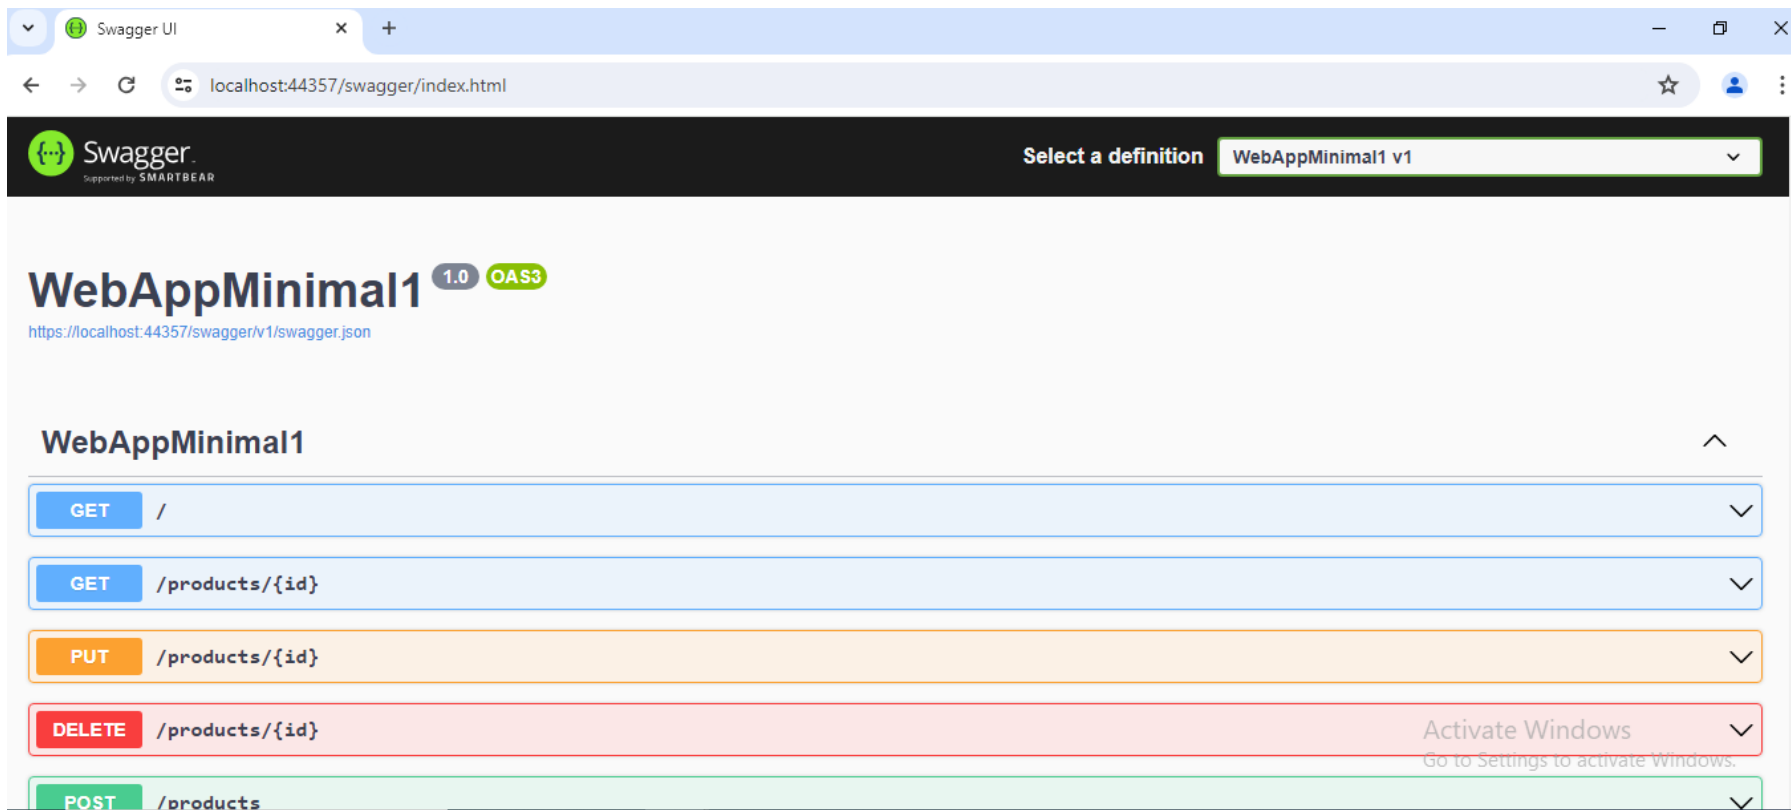 Swagger UI
localhost:44357/swagger/index.html
{···} Swagger.
Supported by SMARTBEAR
Select a definition
WebAppMinimal1 v1
WebAppMinimal1 1.0 OAS3
https://localhost:44357/swagger/v1/swagger.json
WebAppMinimal1
GET /
GET /products/{id}
PUT /products/{id}
DELETE /products/{id}
Activate Windows
Go to Settings to activate Windows.
POST /products